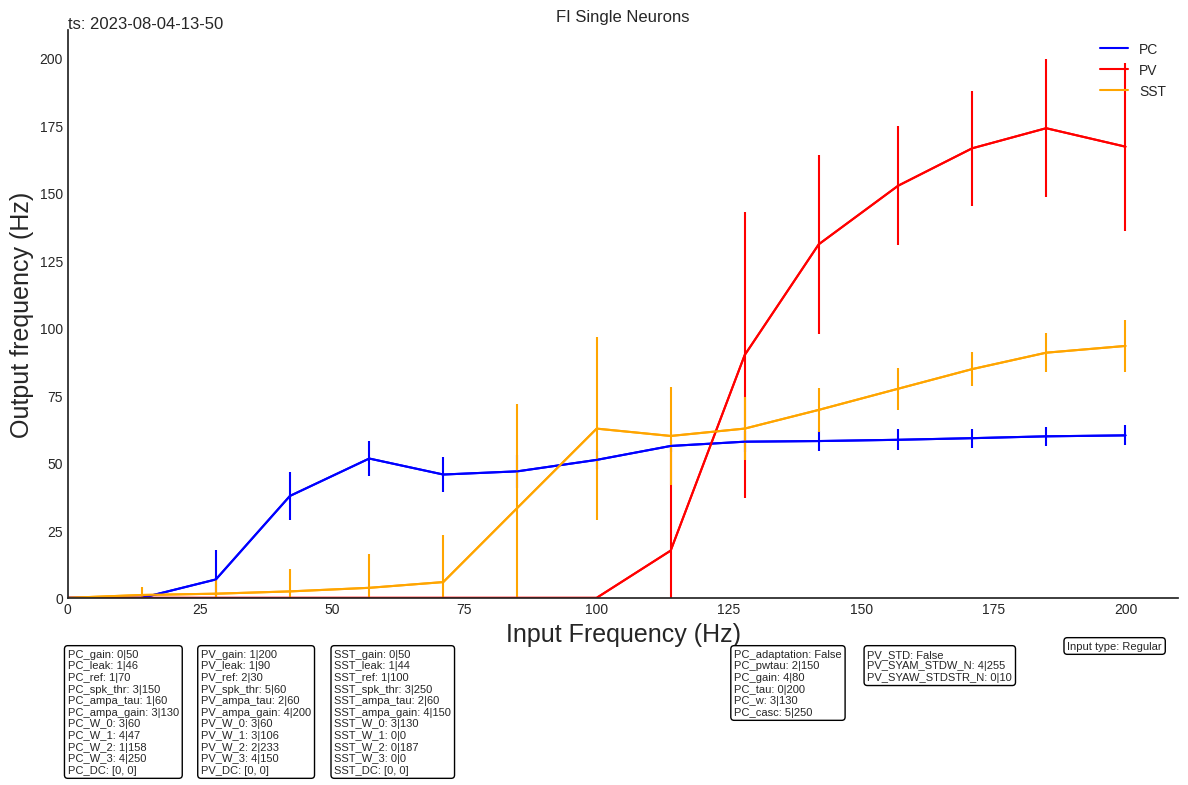 ts: 2023-08-04-13-50
FI Single Neurons
PC
PV
SST
Output frequency (Hz)
200
175
150
125
100
75
50
25
0
0 25 50 75 100 125 150 175 200
Input Frequency (Hz)
PC_gain: 0|50
PC_leak: 1|46
PC_ref: 1|70
PC_spk_thr: 3|150
PC_ampa_tau: 1|60
PC_ampa_gain: 3|130
PC_W_0: 3|60
PC_W_1: 4|47
PC_W_2: 1|158
PC_W_3: 4|250
PC_DC: [0, 0]
PV_gain: 1|200
PV_leak: 1|90
PV_ref: 2|30
PV_spk_thr: 5|60
PV_ampa_tau: 2|60
PV_ampa_gain: 4|200
PV_W_0: 3|60
PV_W_1: 3|106
PV_W_2: 2|233
PV_W_3: 4|150
PV_DC: [0, 0]
SST_gain: 0|50
SST_leak: 1|44
SST_ref: 1|100
SST_spk_thr: 3|250
SST_ampa_tau: 2|60
SST_ampa_gain: 4|150
SST_W_0: 3|130
SST_W_1: 0|0
SST_W_2: 0|187
SST_W_3: 0|0
SST_DC: [0, 0]
PC_adaptation: False
PC_pwtau: 2|150
PC_gain: 4|80
PC_tau: 0|200
PC_w: 3|130
PC_casc: 5|250
PV_STD: False
PV_SYAM_STDW_N: 4|255
PV_SYAW_STDSTR_N: 0|10
Input type: Regular